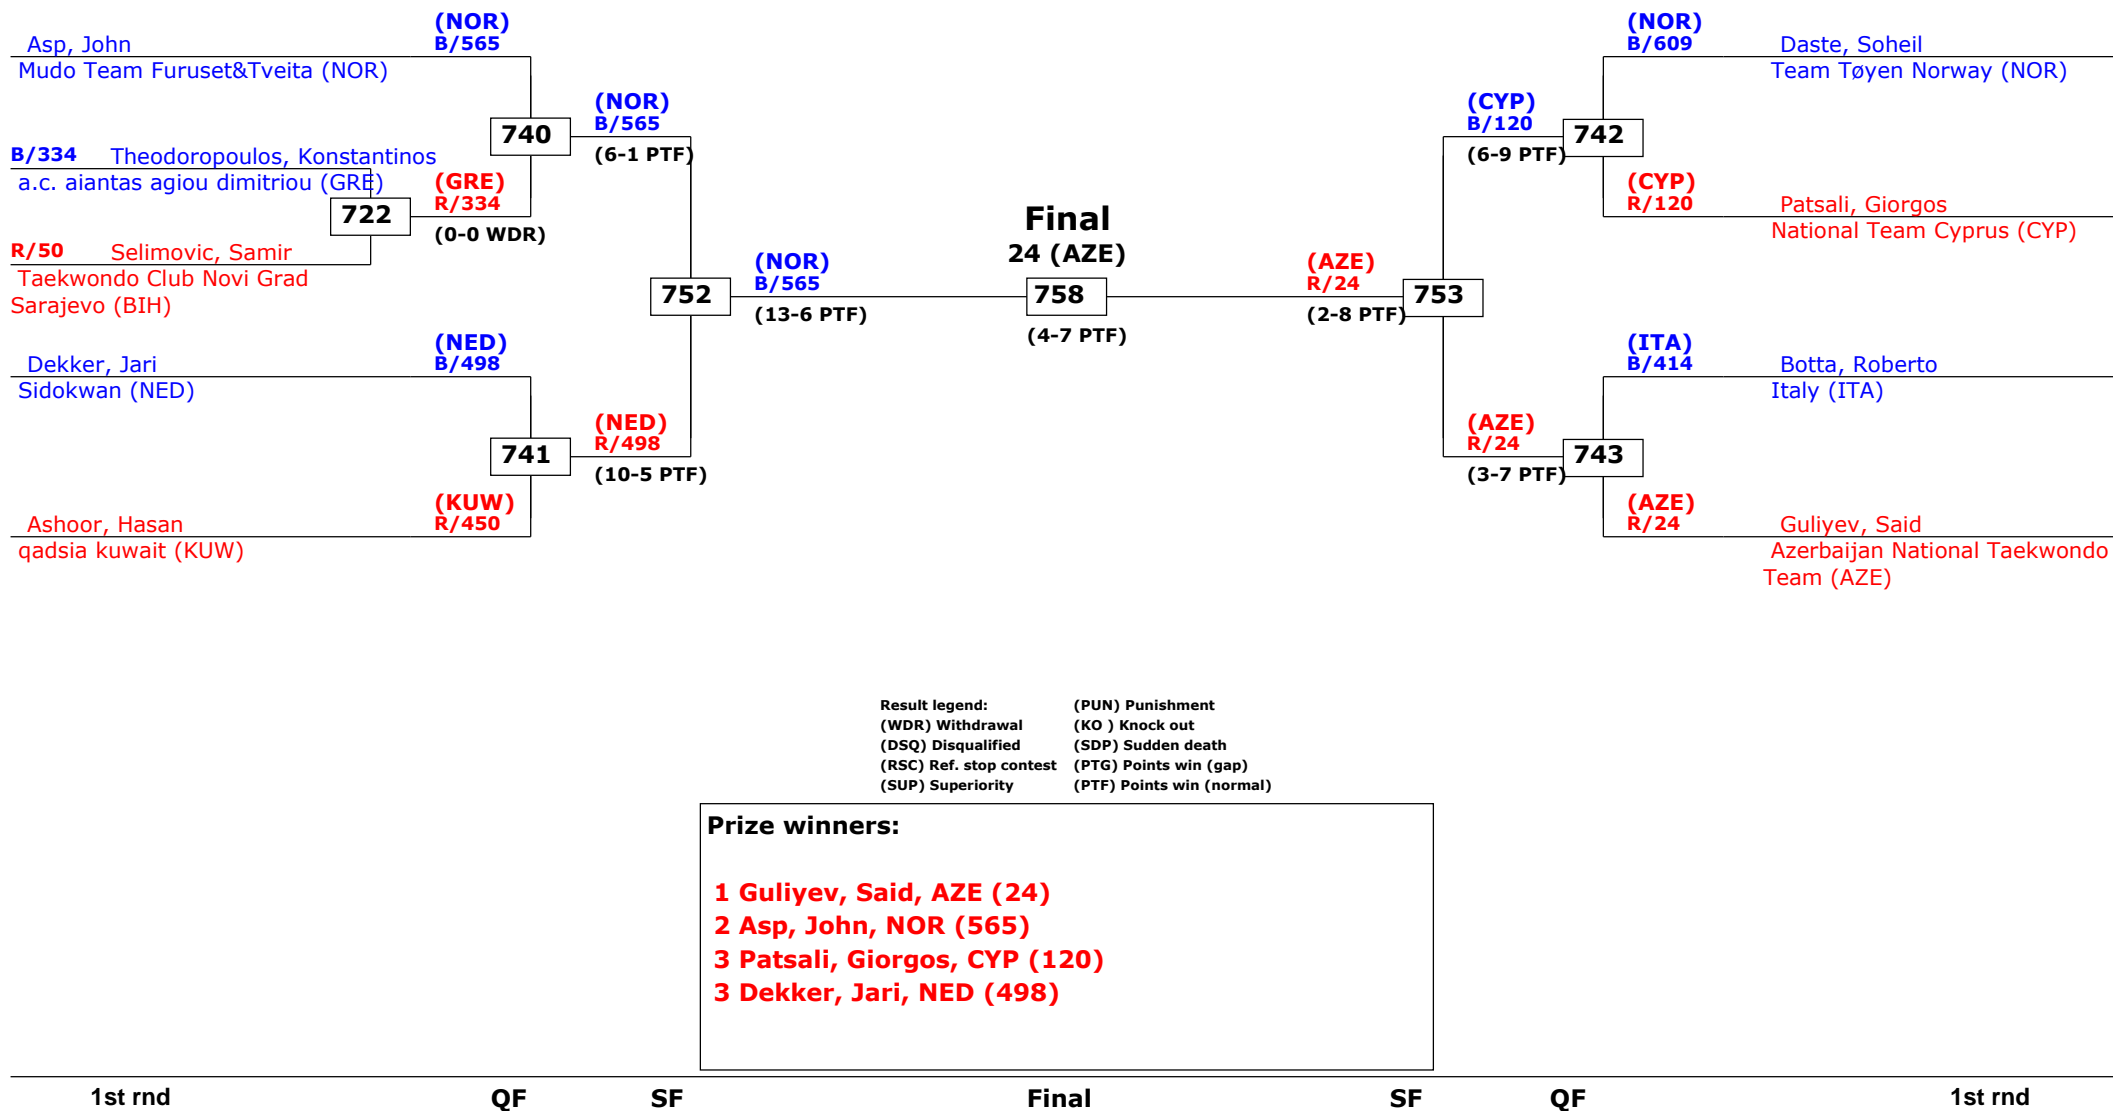 (NOR)
B/565
Asp, John
Mudo Team Furuset&Tveita (NOR)
740
(NOR)
B/565
(6-1 PTF)
B/334 Theodoropoulos, Konstantinos
a.c. aiantas agiou dimitriou (GRE)
(GRE)
R/334
722
(0-0 WDR)
R/50 Selimovic, Samir
Taekwondo Club Novi Grad
Sarajevo (BIH)
752
(NOR)
B/565
(13-6 PTF)
(NED)
B/498
Dekker, Jari
Sidokwan (NED)
741
(NED)
R/498
(10-5 PTF)
(KUW)
R/450
Ashoor, Hasan
qadsia kuwait (KUW)
Final
24 (AZE)
758
(4-7 PTF)
(NOR)
B/609
Daste, Soheil
Team Tøyen Norway (NOR)
(CYP)
B/120
742
(6-9 PTF)
(CYP)
R/120
Patsali, Giorgos
National Team Cyprus (CYP)
(AZE)
R/24
753
(2-8 PTF)
(ITA)
B/414
Botta, Roberto
Italy (ITA)
(AZE)
R/24
743
(3-7 PTF)
(AZE)
R/24
Guliyev, Said
Azerbaijan National Taekwondo
Team (AZE)
Result legend: (PUN) Punishment
(WDR) Withdrawal (KO ) Knock out
(DSQ) Disqualified (SDP) Sudden death
(RSC) Ref. stop contest (PTG) Points win (gap)
(SUP) Superiority (PTF) Points win (normal)
Prize winners:
1 Guliyev, Said, AZE (24)
2 Asp, John, NOR (565)
3 Patsali, Giorgos, CYP (120)
3 Dekker, Jari, NED (498)
1st rnd QF SF Final SF QF 1st rnd